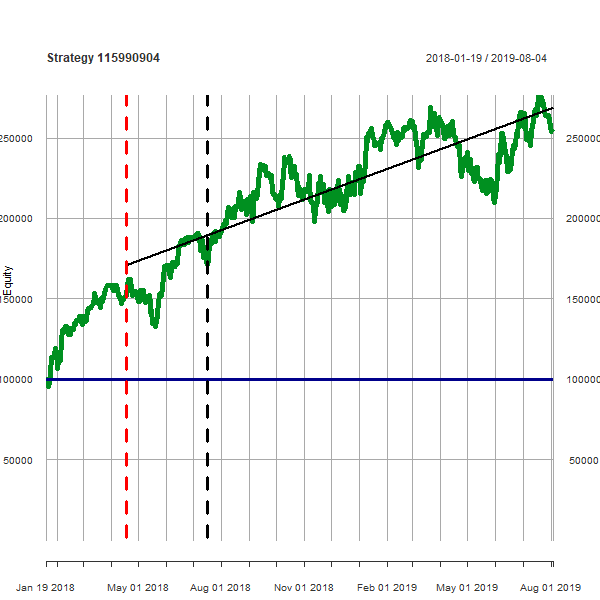 Strategy 115990904
2018-01-19 / 2019-08-04
250000
250000
200000
200000
Equity
150000
150000
100000
100000
50000
50000
Jan 19 2018
May 01 2018
Aug 01 2018
Nov 01 2018
Feb 01 2019
May 01 2019
Aug 01 2019